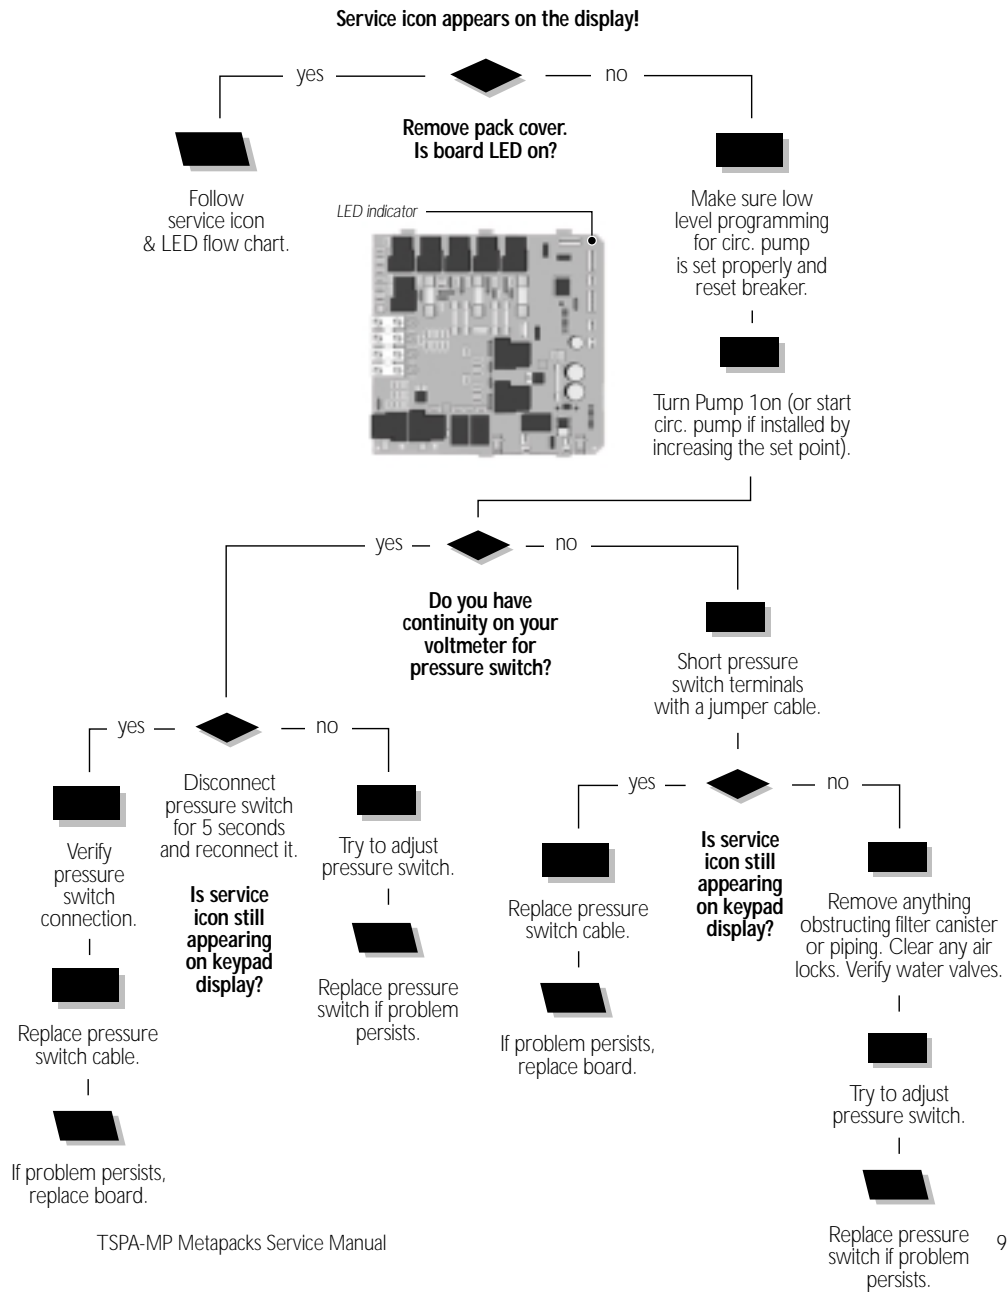 Service icon appears on the display!
yes
no
Remove pack cover.
Is board LED on?
Follow
service icon
& LED flow chart.
LED indicator
Make sure low
level programming
for circ. pump
is set properly and
reset breaker.
Turn Pump 1on (or start
circ. pump if installed by
increasing the set point).
yes
no
Do you have
continuity on your
voltmeter for
pressure switch?
Short pressure
switch terminals
with a jumper cable.
yes
no
Disconnect
pressure switch
for 5 seconds
and reconnect it.
Is service
icon still
appearing
on keypad
display?
Verify
pressure
switch
connection.
Replace pressure
switch cable.
If problem persists,
replace board.
Try to adjust
pressure switch.
Replace pressure
switch if problem
persists.
yes
no
Is service
icon still
appearing
on keypad
display?
Replace pressure
switch cable.
If problem persists,
replace board.
Remove anything
obstructing filter canister
or piping. Clear any air
locks. Verify water valves.
Try to adjust
pressure switch.
Replace pressure
switch if problem
persists.
TSPA-MP Metapacks Service Manual
9